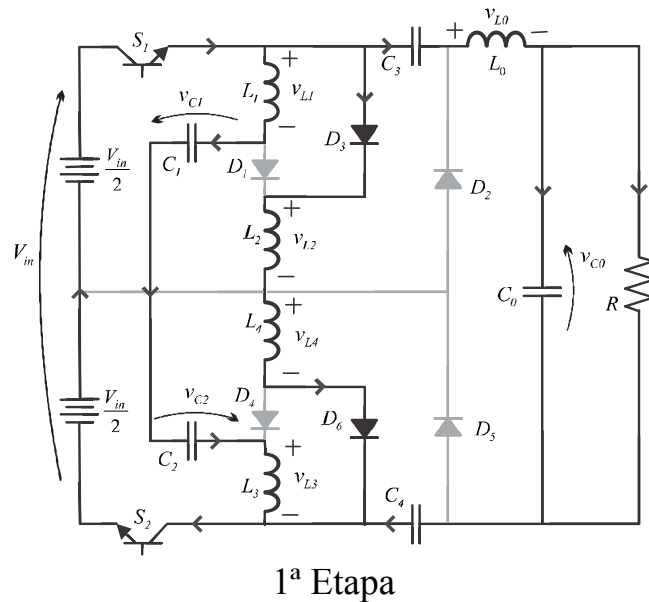 S1
C3
+ vL0 −
L0
vC1
L1
+ vL1 −
D3
C1
D1
D2
Vin/2
Vin
L2
+ vL2 −
L4
+ vL4 −
C0
vC0
R
Vin/2
vC2
D4
D6
D5
C2
L3
+ vL3 −
C4
S2
1ª Etapa